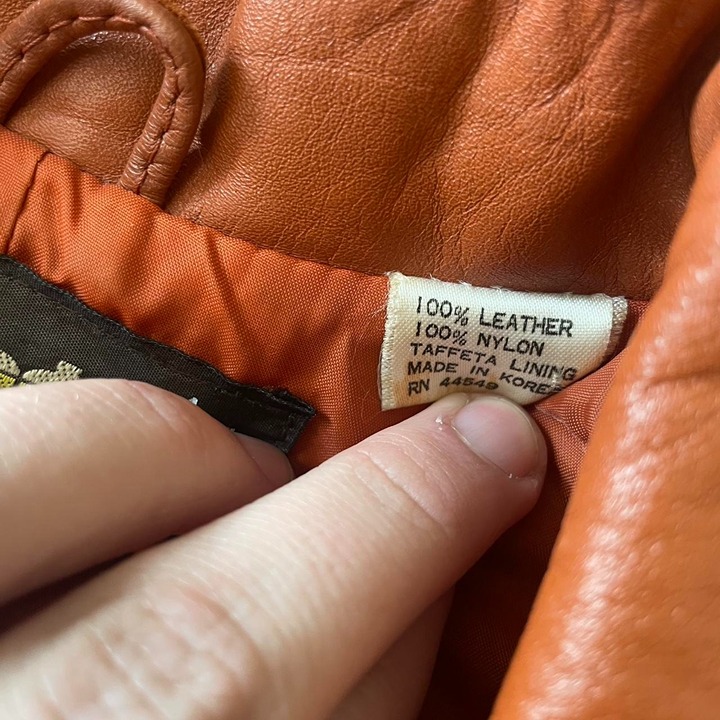 100% LEATHER
100% NYLON
TAFFETA LINING
MADE IN KOREA
RN 44549